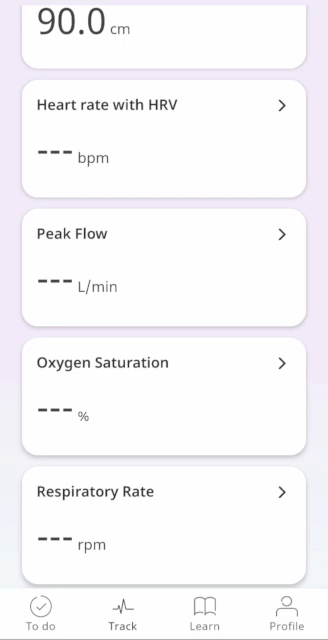 90.0 cm
Heart rate with HRV
--- bpm
Peak Flow
--- L/min
Oxygen Saturation
--- %
Respiratory Rate
--- rpm
To do Track Learn Profile